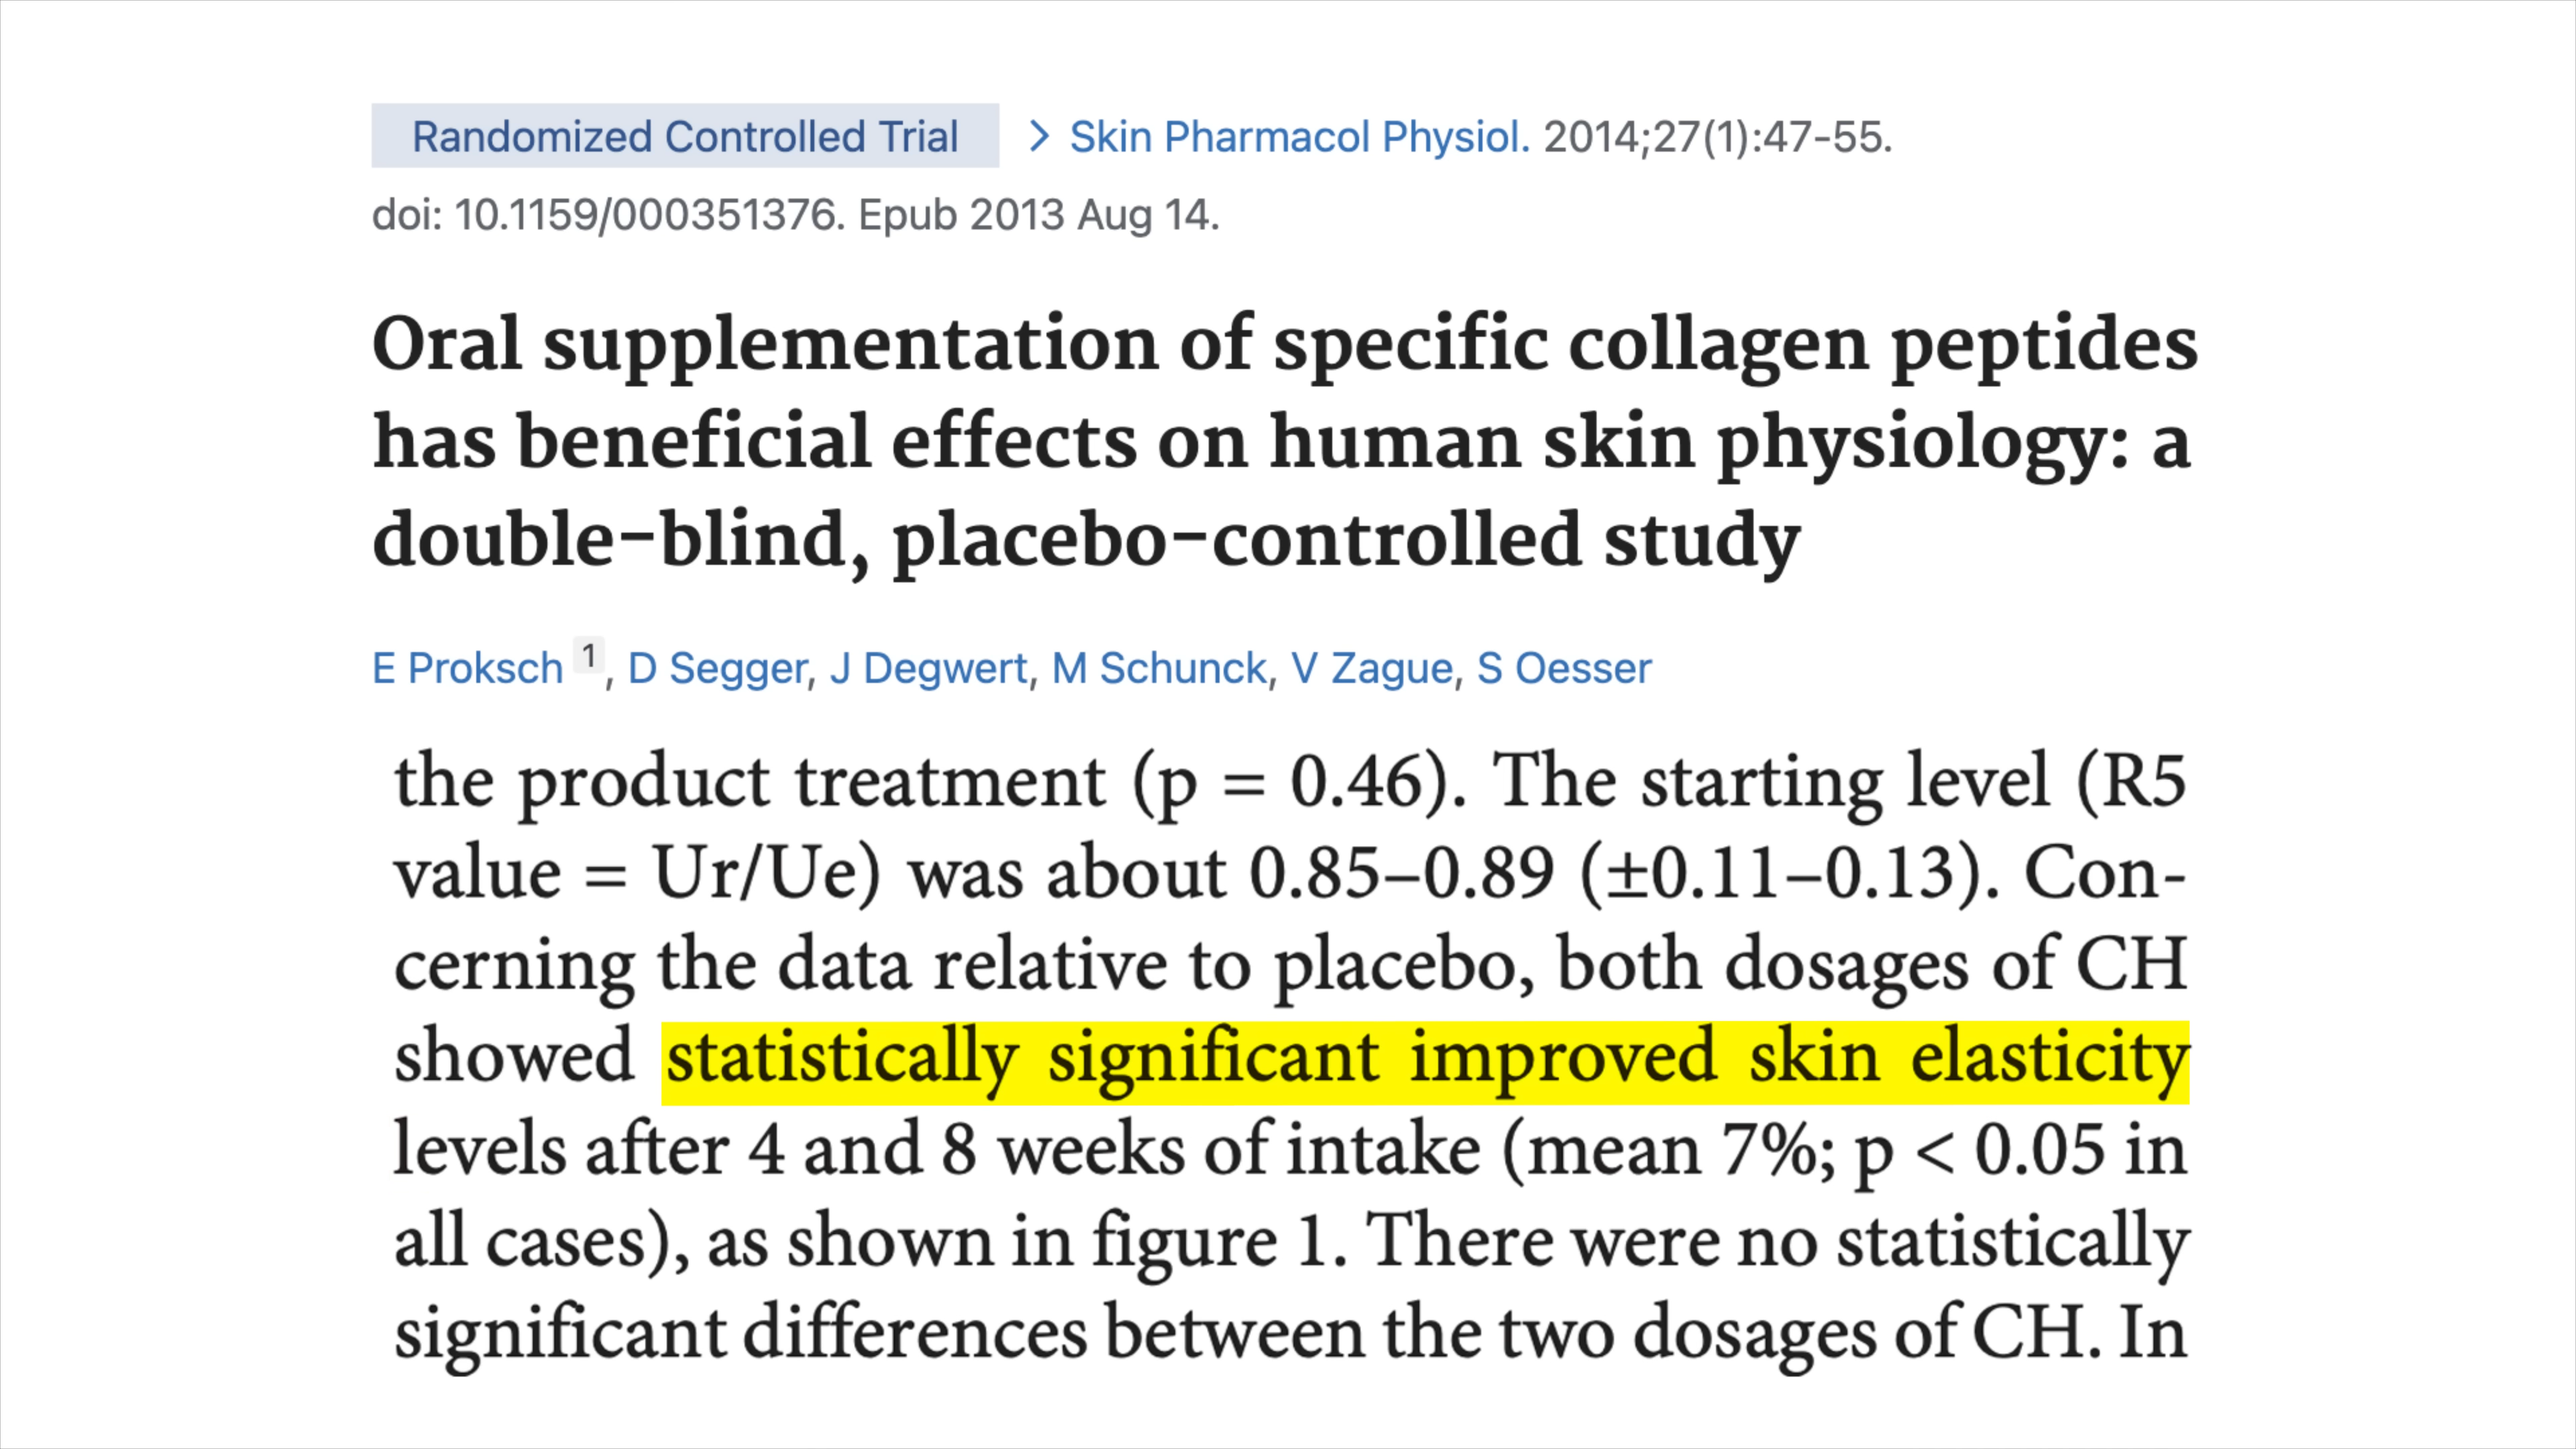 Randomized Controlled Trial > Skin Pharmacol Physiol. 2014;27(1):47-55.
doi: 10.1159/000351376. Epub 2013 Aug 14.
Oral supplementation of specific collagen peptides
has beneficial effects on human skin physiology: a
double-blind, placebo-controlled study
E Proksch 1, D Segger, J Degwert, M Schunck, V Zague, S Oesser
the product treatment (p = 0.46). The starting level (R5
value = Ur/Ue) was about 0.85–0.89 (±0.11–0.13). Con-
cerning the data relative to placebo, both dosages of CH
showed statistically significant improved skin elasticity
levels after 4 and 8 weeks of intake (mean 7%; p < 0.05 in
all cases), as shown in figure 1. There were no statistically
significant differences between the two dosages of CH. In